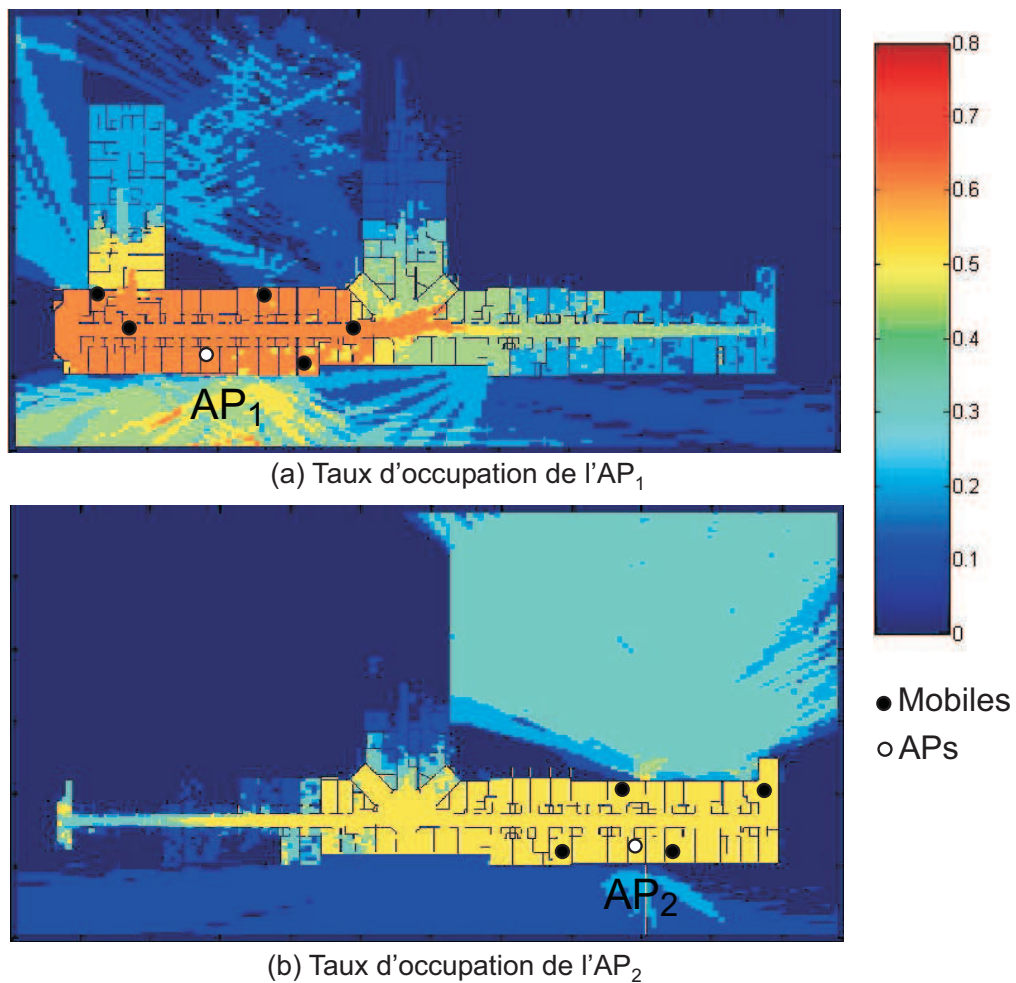 AP₁
(a) Taux d'occupation de l'AP₁
0.8
0.7
0.6
0.5
0.4
0.3
0.2
0.1
0
Mobiles
APs
AP₂
(b) Taux d'occupation de l'AP₂